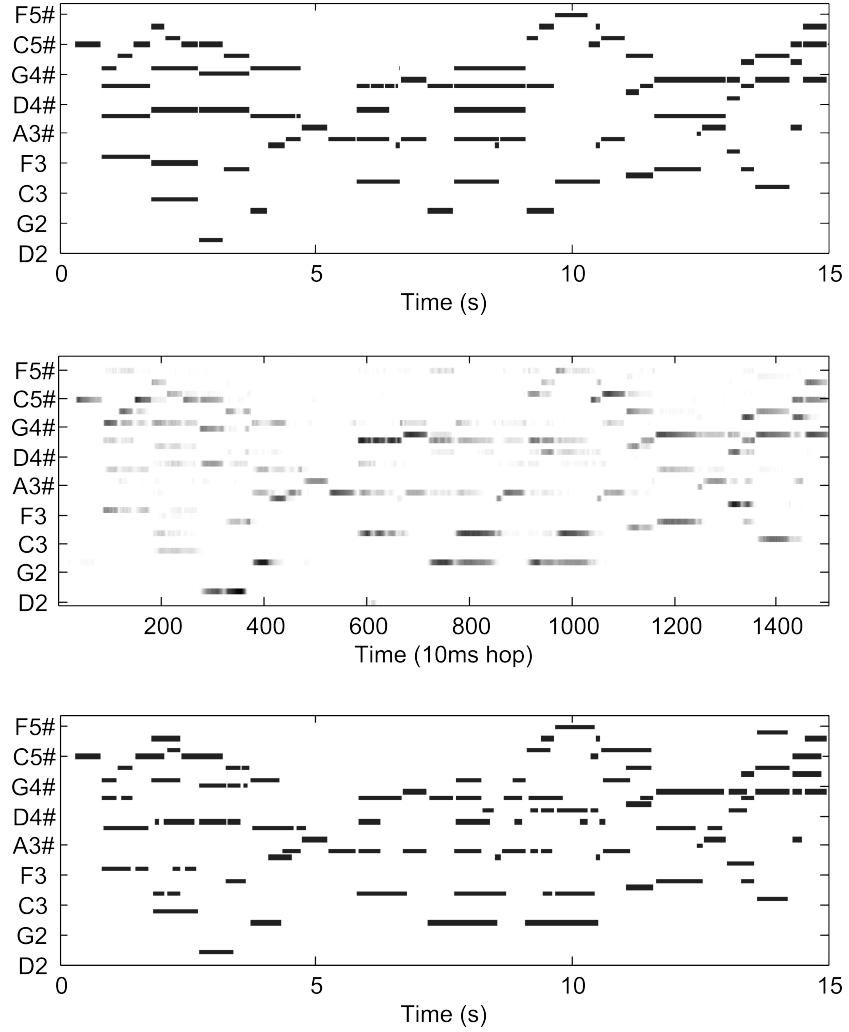 F5#
C5#
G4#
D4#
A3#
F3
C3
G2
D2
0 5 10 15
Time (s)
F5#
C5#
G4#
D4#
A3#
F3
C3
G2
D2
200 400 600 800 1000 1200 1400
Time (10ms hop)
F5#
C5#
G4#
D4#
A3#
F3
C3
G2
D2
0 5 10 15
Time (s)